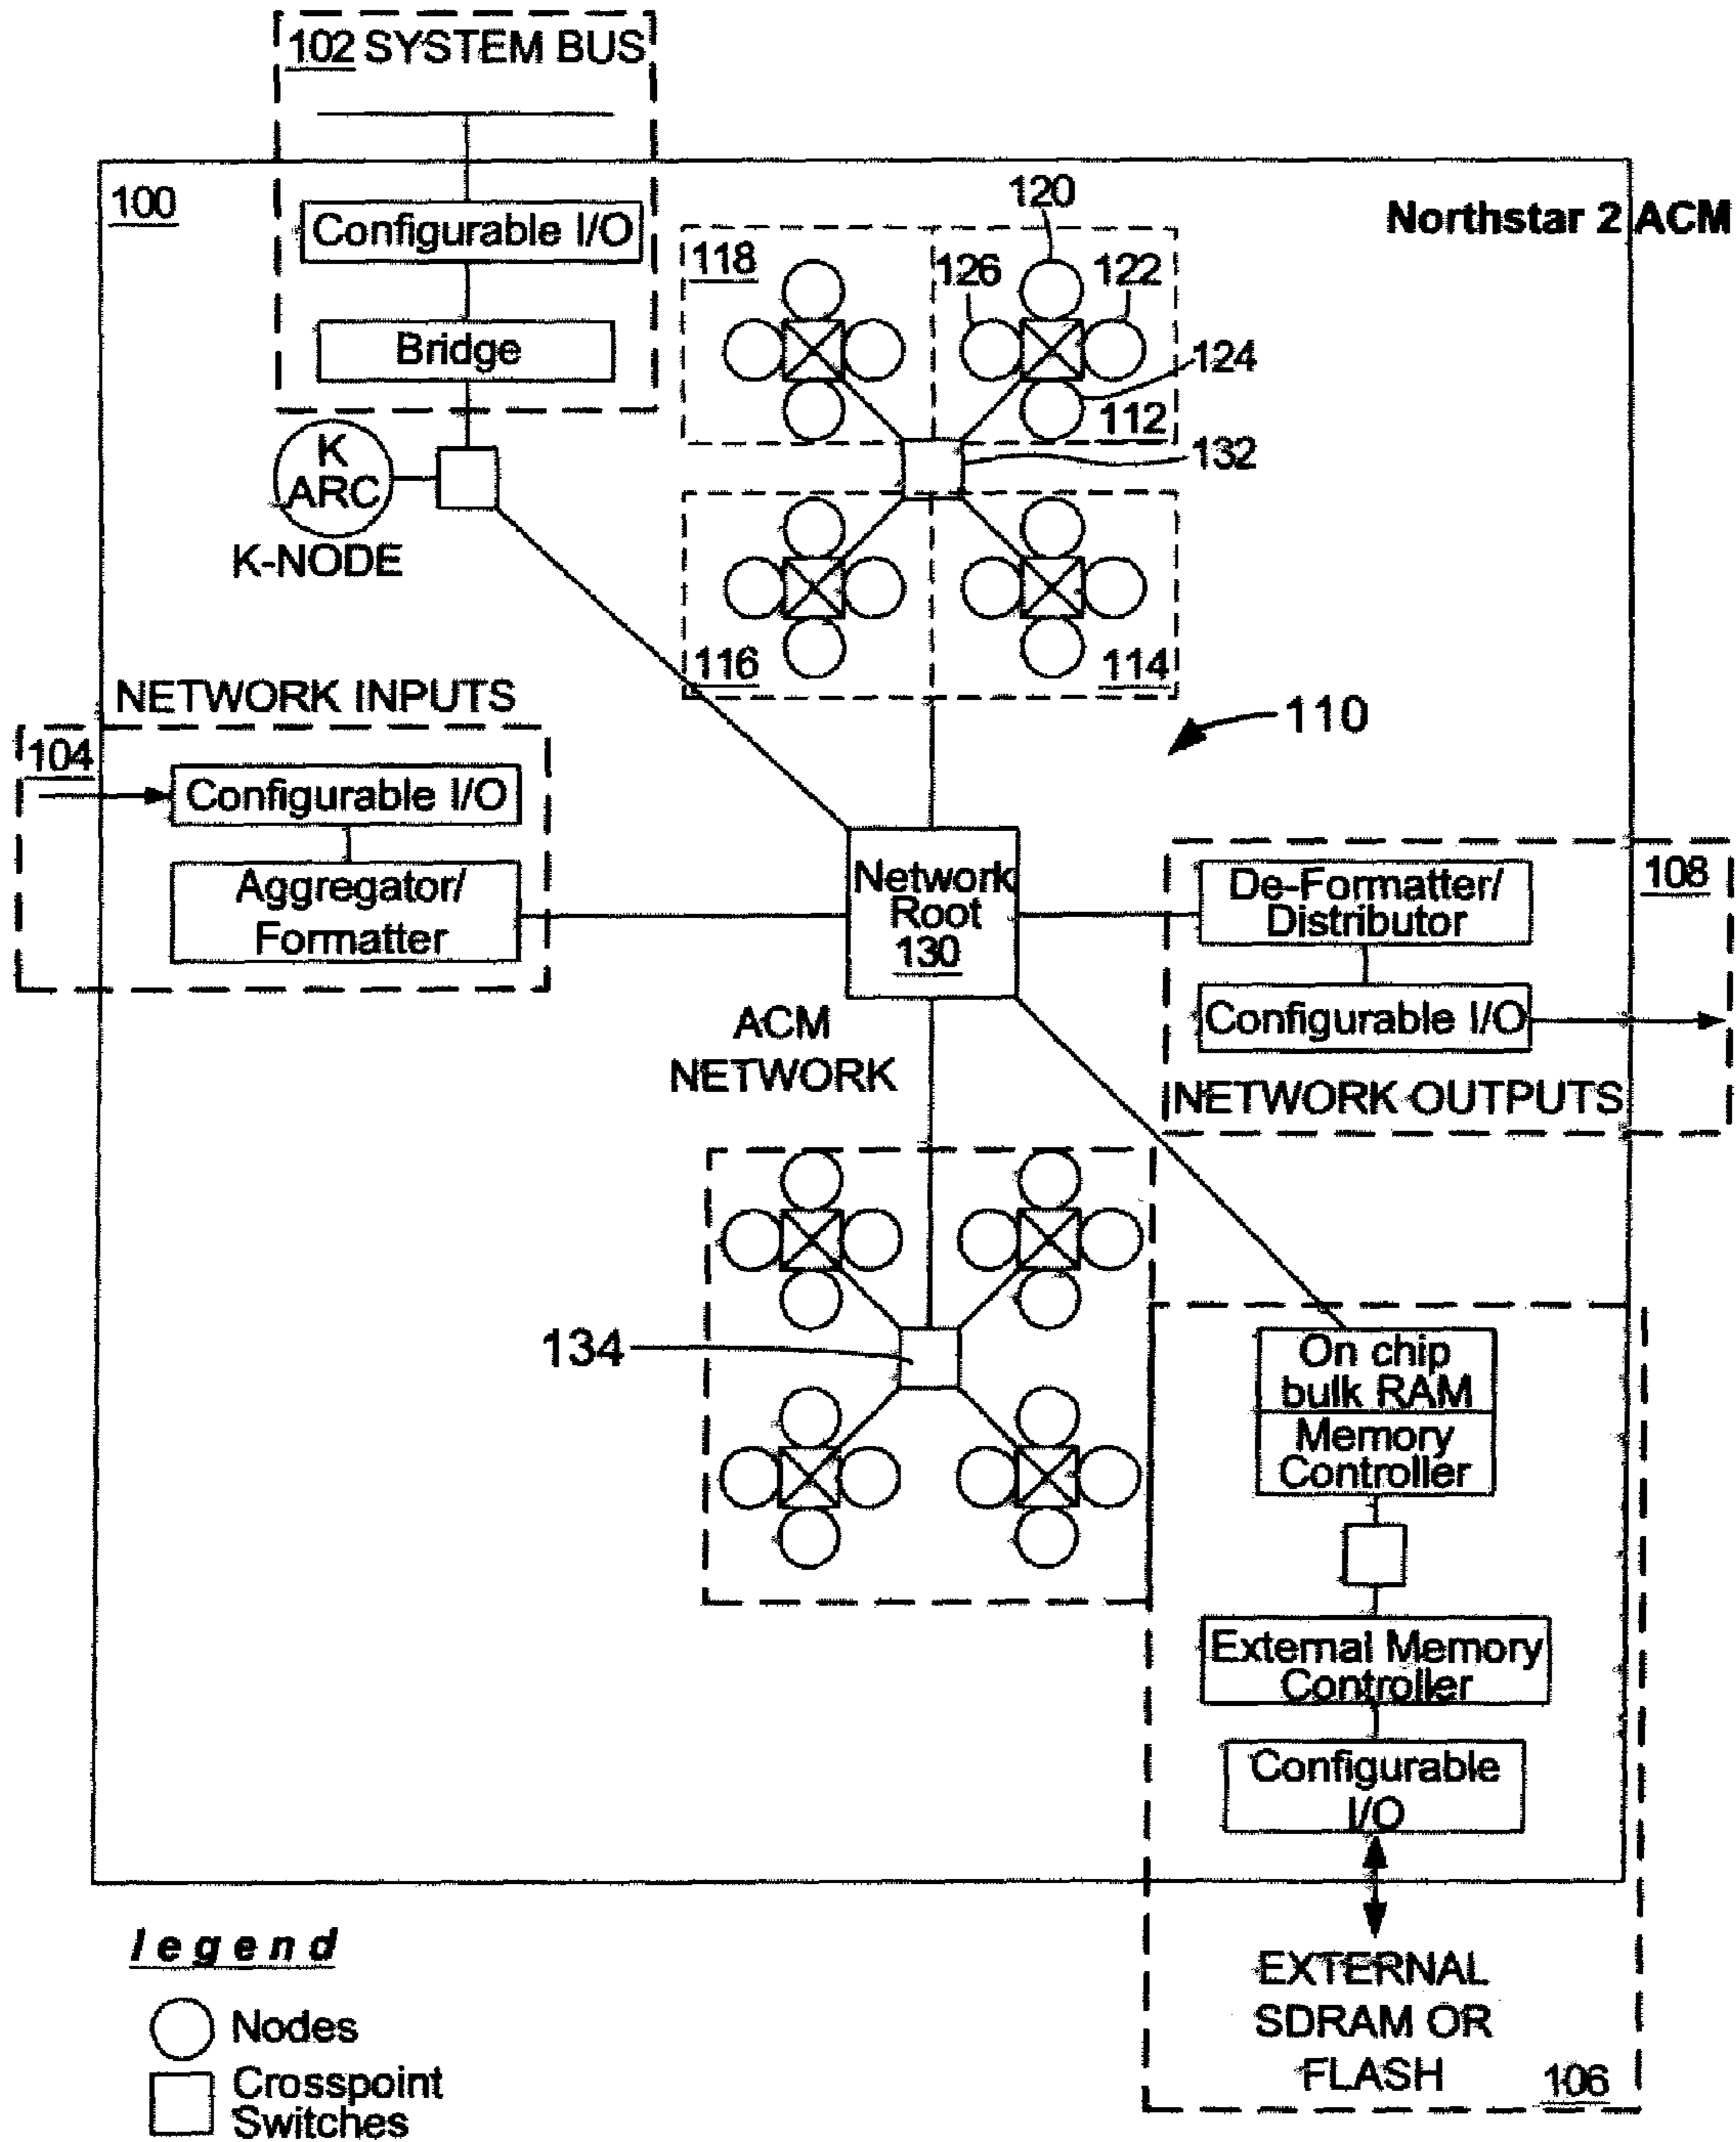 102 SYSTEM BUS
100
Configurable I/O
Bridge
K
ARC
K-NODE
Northstar 2 ACM
120
118
126
122
124
112
132
116
114
110
NETWORK INPUTS
104
Configurable I/O
Aggregator/
Formatter
Network
Root
130
De-Formatter/
Distributor
108
Configurable I/O
NETWORK OUTPUTS
ACM
NETWORK
134
On chip
bulk RAM
Memory
Controller
External Memory
Controller
Configurable
I/O
EXTERNAL
SDRAM OR
FLASH
106
legend
Nodes
Crosspoint
Switches